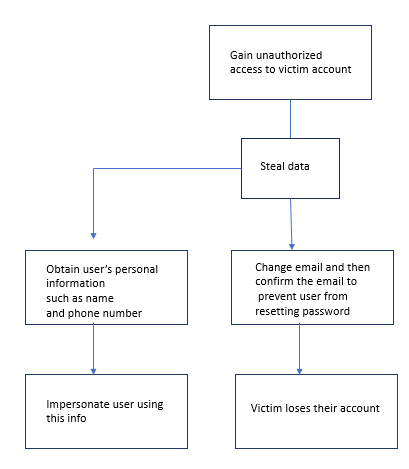 Gain unauthorized
access to victim account
Steal data
Obtain user's personal
information
such as name
and phone number
Change email and then
confirm the email to
prevent user from
resetting password
Impersonate user using
this info
Victim loses their account